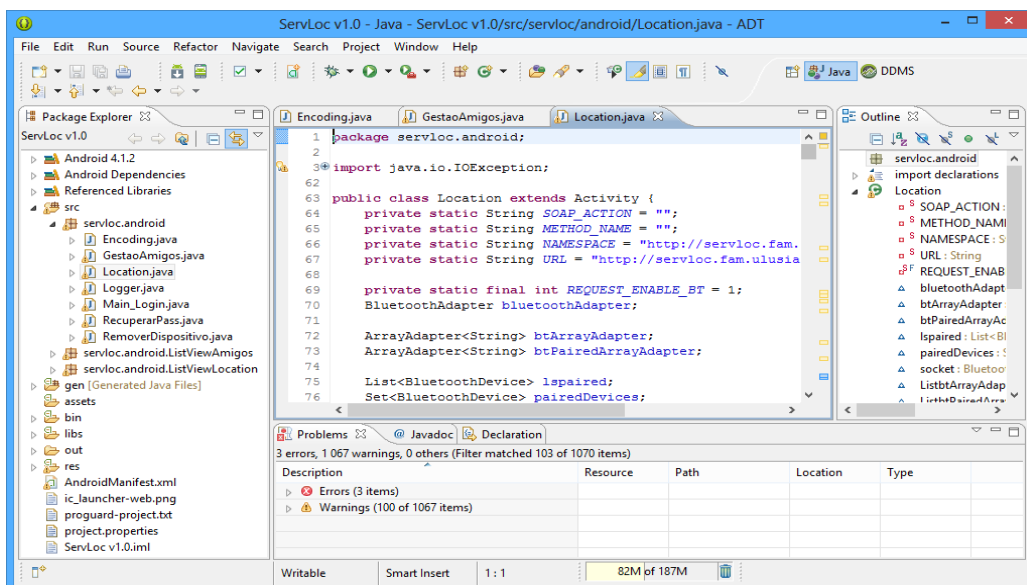 ServLoc v1.0 - Java - ServLoc v1.0/src/servloc/android/Location.java - ADT
File Edit Run Source Refactor Navigate Search Project Window Help
Java DDMS
Package Explorer
ServLoc v1.0
Android 4.1.2
Android Dependencies
Referenced Libraries
src
servloc.android
Encoding.java
GestaoAmigos.java
Location.java
Logger.java
Main_Login.java
RecuperarPass.java
RemoverDispositivo.java
servloc.android.ListViewAmigos
servloc.android.ListViewLocation
gen [Generated Java Files]
assets
bin
libs
out
res
AndroidManifest.xml
ic_launcher-web.png
proguard-project.txt
project.properties
ServLoc v1.0.iml
Encoding.java GestaoAmigos.java Location.java
1 package servloc.android;
2
3 import java.io.IOException;
62
63 public class Location extends Activity {
64 private static String SOAP_ACTION = "";
65 private static String METHOD_NAME = "";
66 private static String NAMESPACE = "http://servloc.fam.
67 private static String URL = "http://servloc.fam.ulusia
68
69 private static final int REQUEST_ENABLE_BT = 1;
70 BluetoothAdapter bluetoothAdapter;
71
72 ArrayAdapter<String> btArrayAdapter;
73 ArrayAdapter<String> btPairedArrayAdapter;
74
75 List<BluetoothDevice> lspaired;
76 Set<BluetoothDevice> pairedDevices;
Outline
servloc.android
import declarations
Location
SOAP_ACTION :
METHOD_NAM
NAMESPACE : S
URL : String
REQUEST_ENAB
bluetoothAdapt
btArrayAdapter
btPairedArrayAc
lspaired : List<Bl
pairedDevices : S
socket : Bluetoot
ListbtArrayAdap
Problems @ Javadoc Declaration
3 errors, 1 067 warnings, 0 others (Filter matched 103 of 1070 items)
Description Resource Path Location Type
Errors (3 items)
Warnings (100 of 1067 items)
Writable Smart Insert 1 : 1 82M of 187M